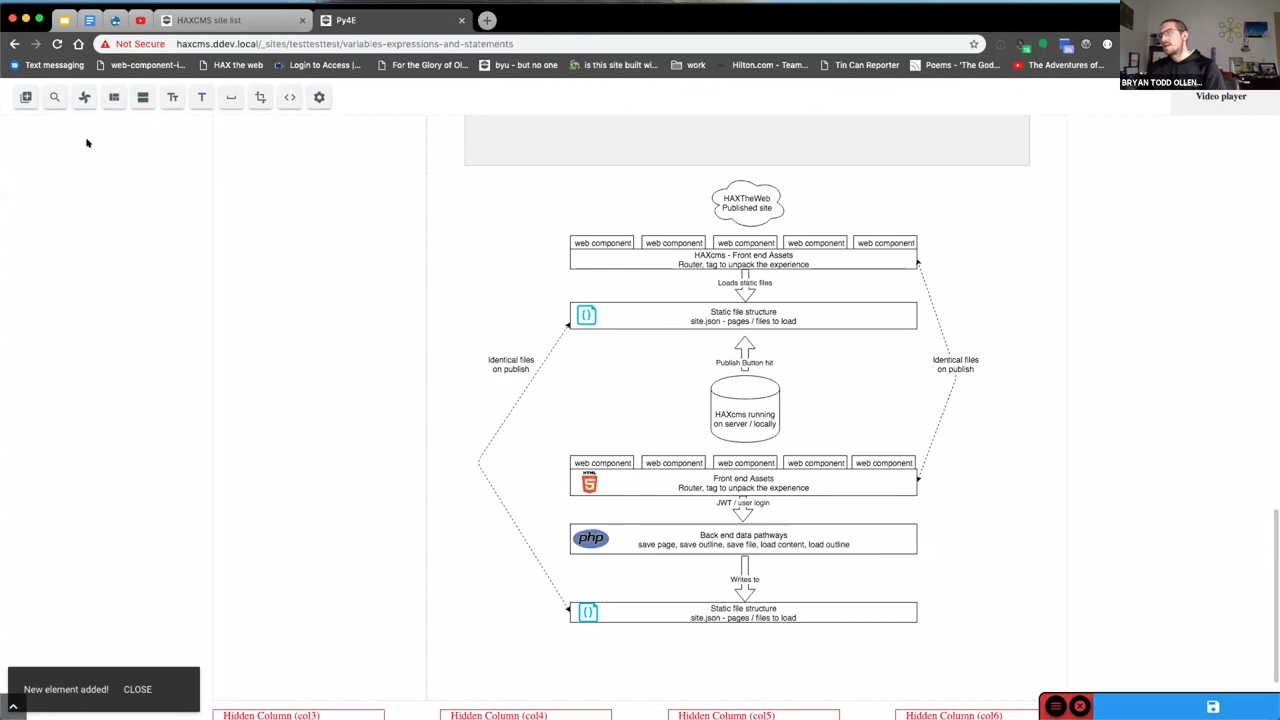 HAXCMS site list
Py4E
Not Secure
haxcms.ddev.local/_sites/testtesttest/variables-expressions-and-statements
Text messaging
web-component-i...
HAX the web
Login to Access |...
For the Glory of Ol...
byu - but no one
is this site built wi...
work
Hilton.com - Team...
Tin Can Reporter
Poems - 'The God...
The Adventures of...
BRYAN TODD OLLEN...
Video player
HAXTheWeb
Published site
web component web component web component web component web component
HAXcms - Front end Assets
Router, tag to unpack the experience
Loads static files
Static file structure
site.json - pages / files to load
Identical files
on publish
Publish Button hit
Identical files
on publish
HAXcms running
on server / locally
web component web component web component web component web component
HTML
5
Front end Assets
Router, tag to unpack the experience
JWT / user login
php
Back end data pathways
save page, save outline, save file, load content, load outline
Writes to
Static file structure
site.json - pages / files to load
New element added! CLOSE
Hidden Column (col3)
Hidden Column (col4)
Hidden Column (col5)
Hidden Column (col6)